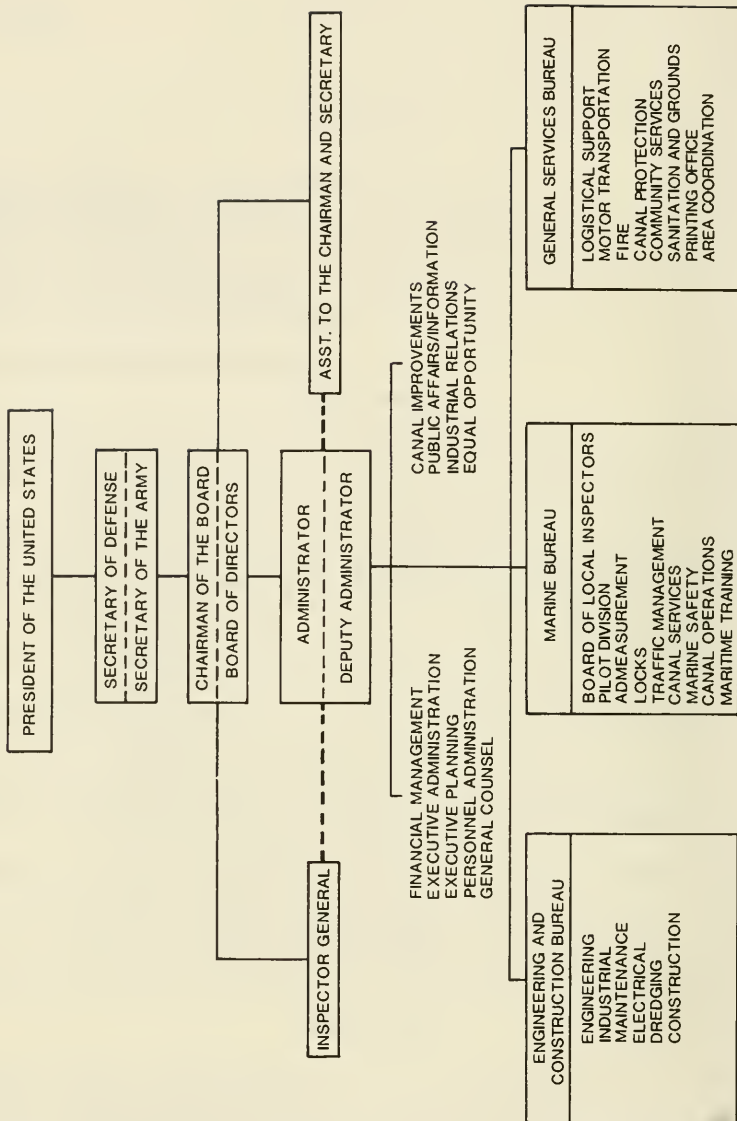 PRESIDENT OF THE UNITED STATES
SECRETARY OF DEFENSE
SECRETARY OF THE ARMY
CHAIRMAN OF THE BOARD
BOARD OF DIRECTORS
INSPECTOR GENERAL
ADMINISTRATOR
DEPUTY ADMINISTRATOR
ASST. TO THE CHAIRMAN AND SECRETARY
FINANCIAL MANAGEMENT
EXECUTIVE ADMINISTRATION
EXECUTIVE PLANNING
PERSONNEL ADMINISTRATION
GENERAL COUNSEL
CANAL IMPROVEMENTS
PUBLIC AFFAIRS/INFORMATION
INDUSTRIAL RELATIONS
EQUAL OPPORTUNITY
ENGINEERING AND
CONSTRUCTION BUREAU
ENGINEERING
INDUSTRIAL
MAINTENANCE
ELECTRICAL
DREDGING
CONSTRUCTION
MARINE BUREAU
BOARD OF LOCAL INSPECTORS
PILOT DIVISION
ADMEASUREMENT
LOCKS
TRAFFIC MANAGEMENT
CANAL SERVICES
MARINE SAFETY
CANAL OPERATIONS
MARITIME TRAINING
GENERAL SERVICES BUREAU
LOGISTICAL SUPPORT
MOTOR TRANSPORTATION
FIRE
CANAL PROTECTION
COMMUNITY SERVICES
SANITATION AND GROUNDS
PRINTING OFFICE
AREA COORDINATION